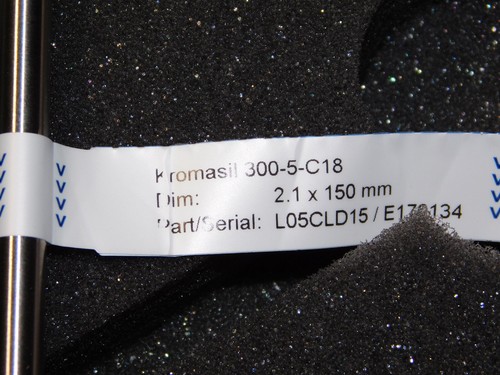 Kromasil 300-5-C18
Dim: 2.1 x 150 mm
Part/Serial: L05CLD15 /